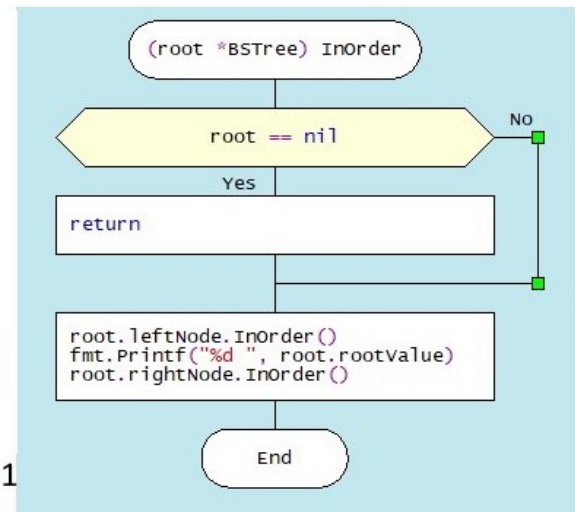 (root *BSTree) InOrder
root == nil
No
Yes
return
root.leftNode.InOrder()
fmt.Printf("%d ", root.rootValue)
root.rightNode.InOrder()
End
1